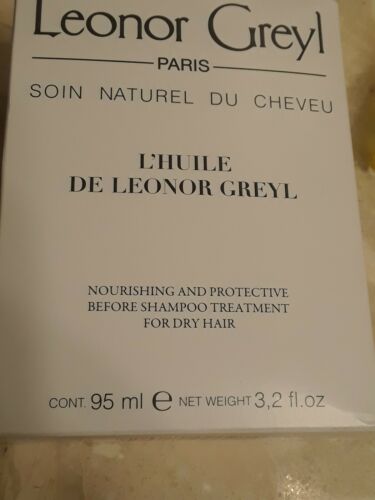 Leonor Greyl
PARIS
SOIN NATUREL DU CHEVEU
L'HUILE
DE LEONOR GREYL
NOURISHING AND PROTECTIVE
BEFORE SHAMPOO TREATMENT
FOR DRY HAIR
CONT. 95 ml e NET WEIGHT 3,2 fl.oz